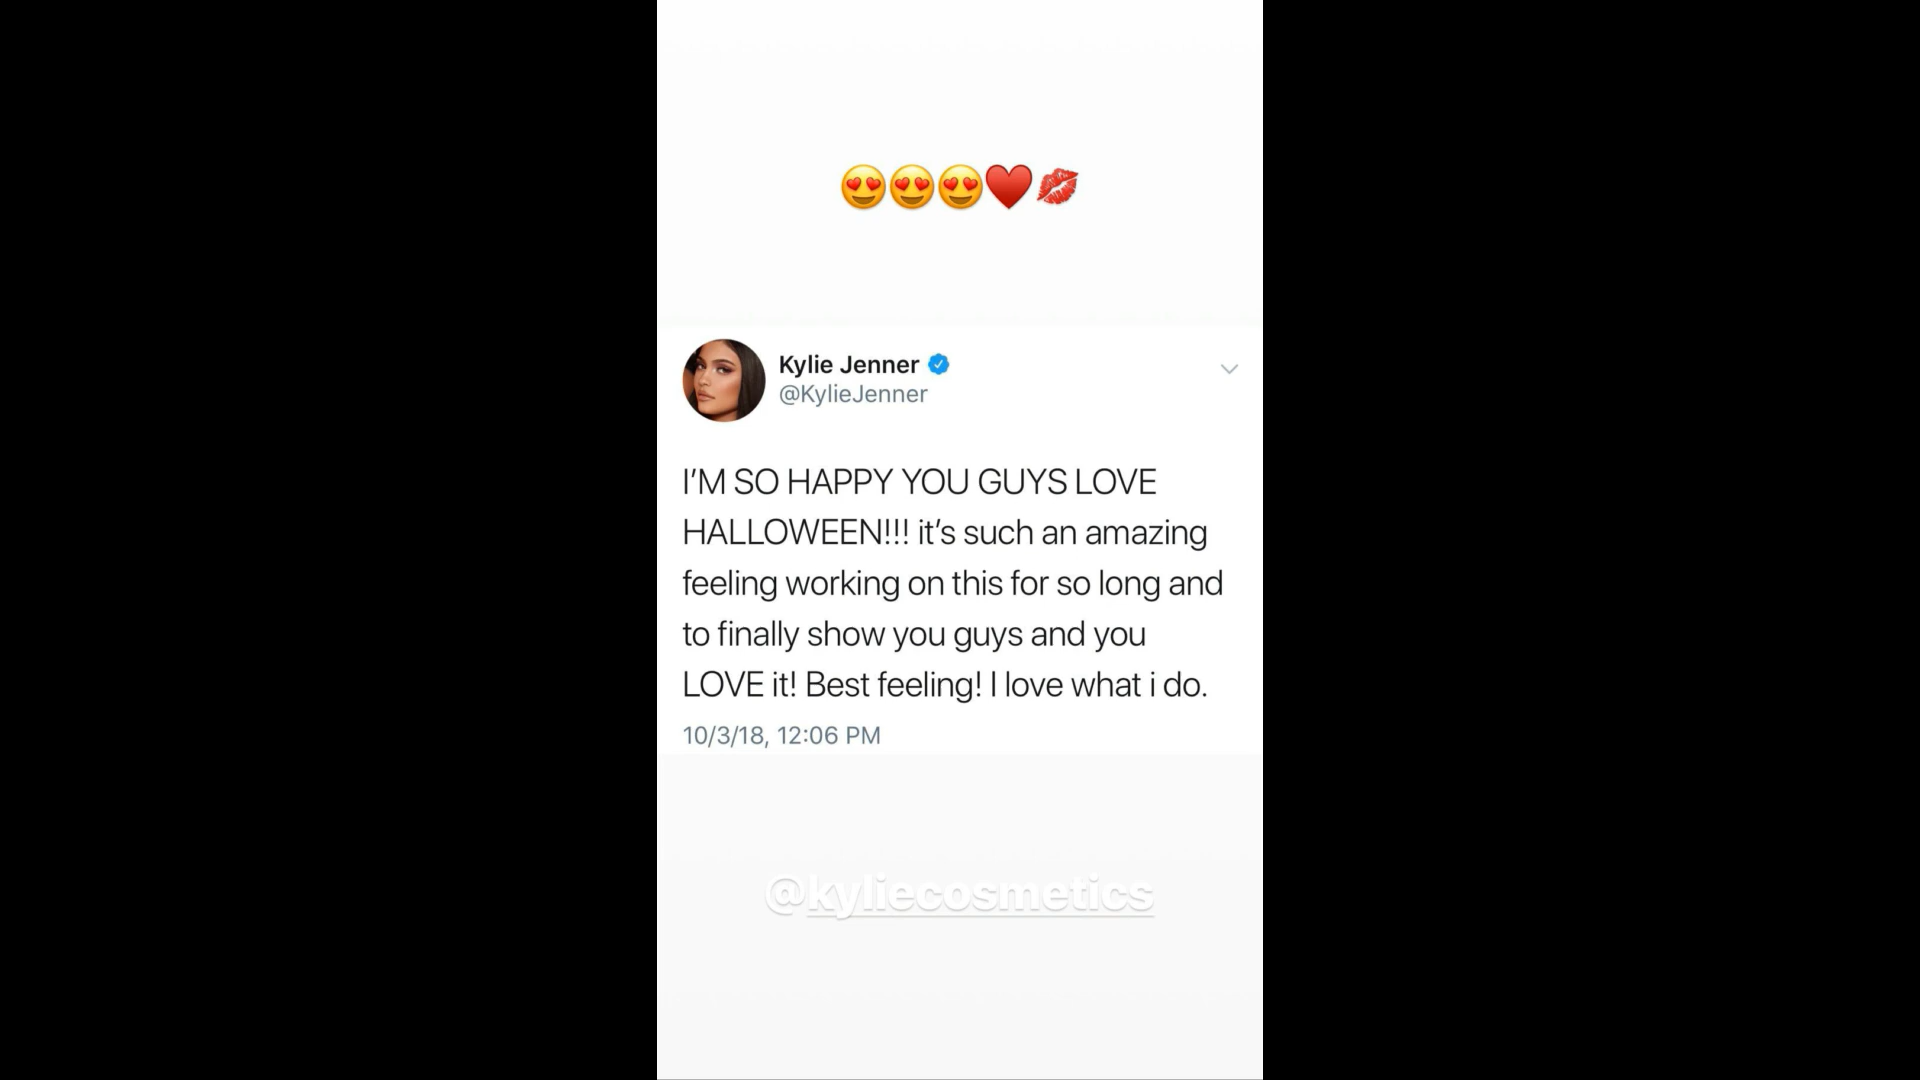 😍😍😍♥️💋
Kylie Jenner
@KylieJenner
I’M SO HAPPY YOU GUYS LOVE
HALLOWEEN!!! it’s such an amazing
feeling working on this for so long and
to finally show you guys and you
LOVE it! Best feeling! I love what i do.
10/3/18, 12:06 PM
@kyliecosmetics